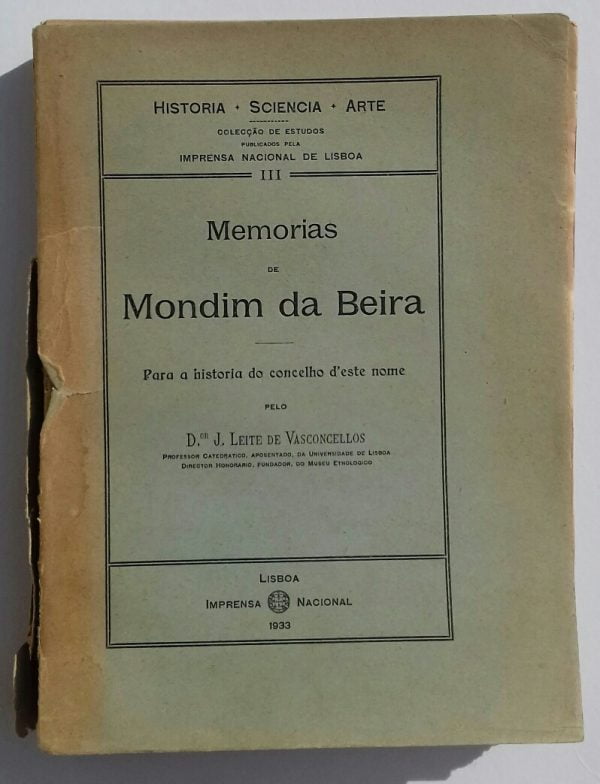 HISTORIA + SCIENCIA + ARTE
COLECÇÃO DE ESTUDOS
PUBLICADOS PELA
IMPRENSA NACIONAL DE LISBOA
III
Memorias
DE
Mondim da Beira
Para a historia do concelho d'este nome
PELO
D.OR J. LEITE DE VASCONCELLOS
PROFESSOR CATEDRATICO, APOSENTADO, DA UNIVERSIDADE DE LISBOA
DIRECTOR HONORARIO, FUNDADOR, DO MUSEU ETNOLOGICO
LISBOA
IMPRENSA NACIONAL
1933